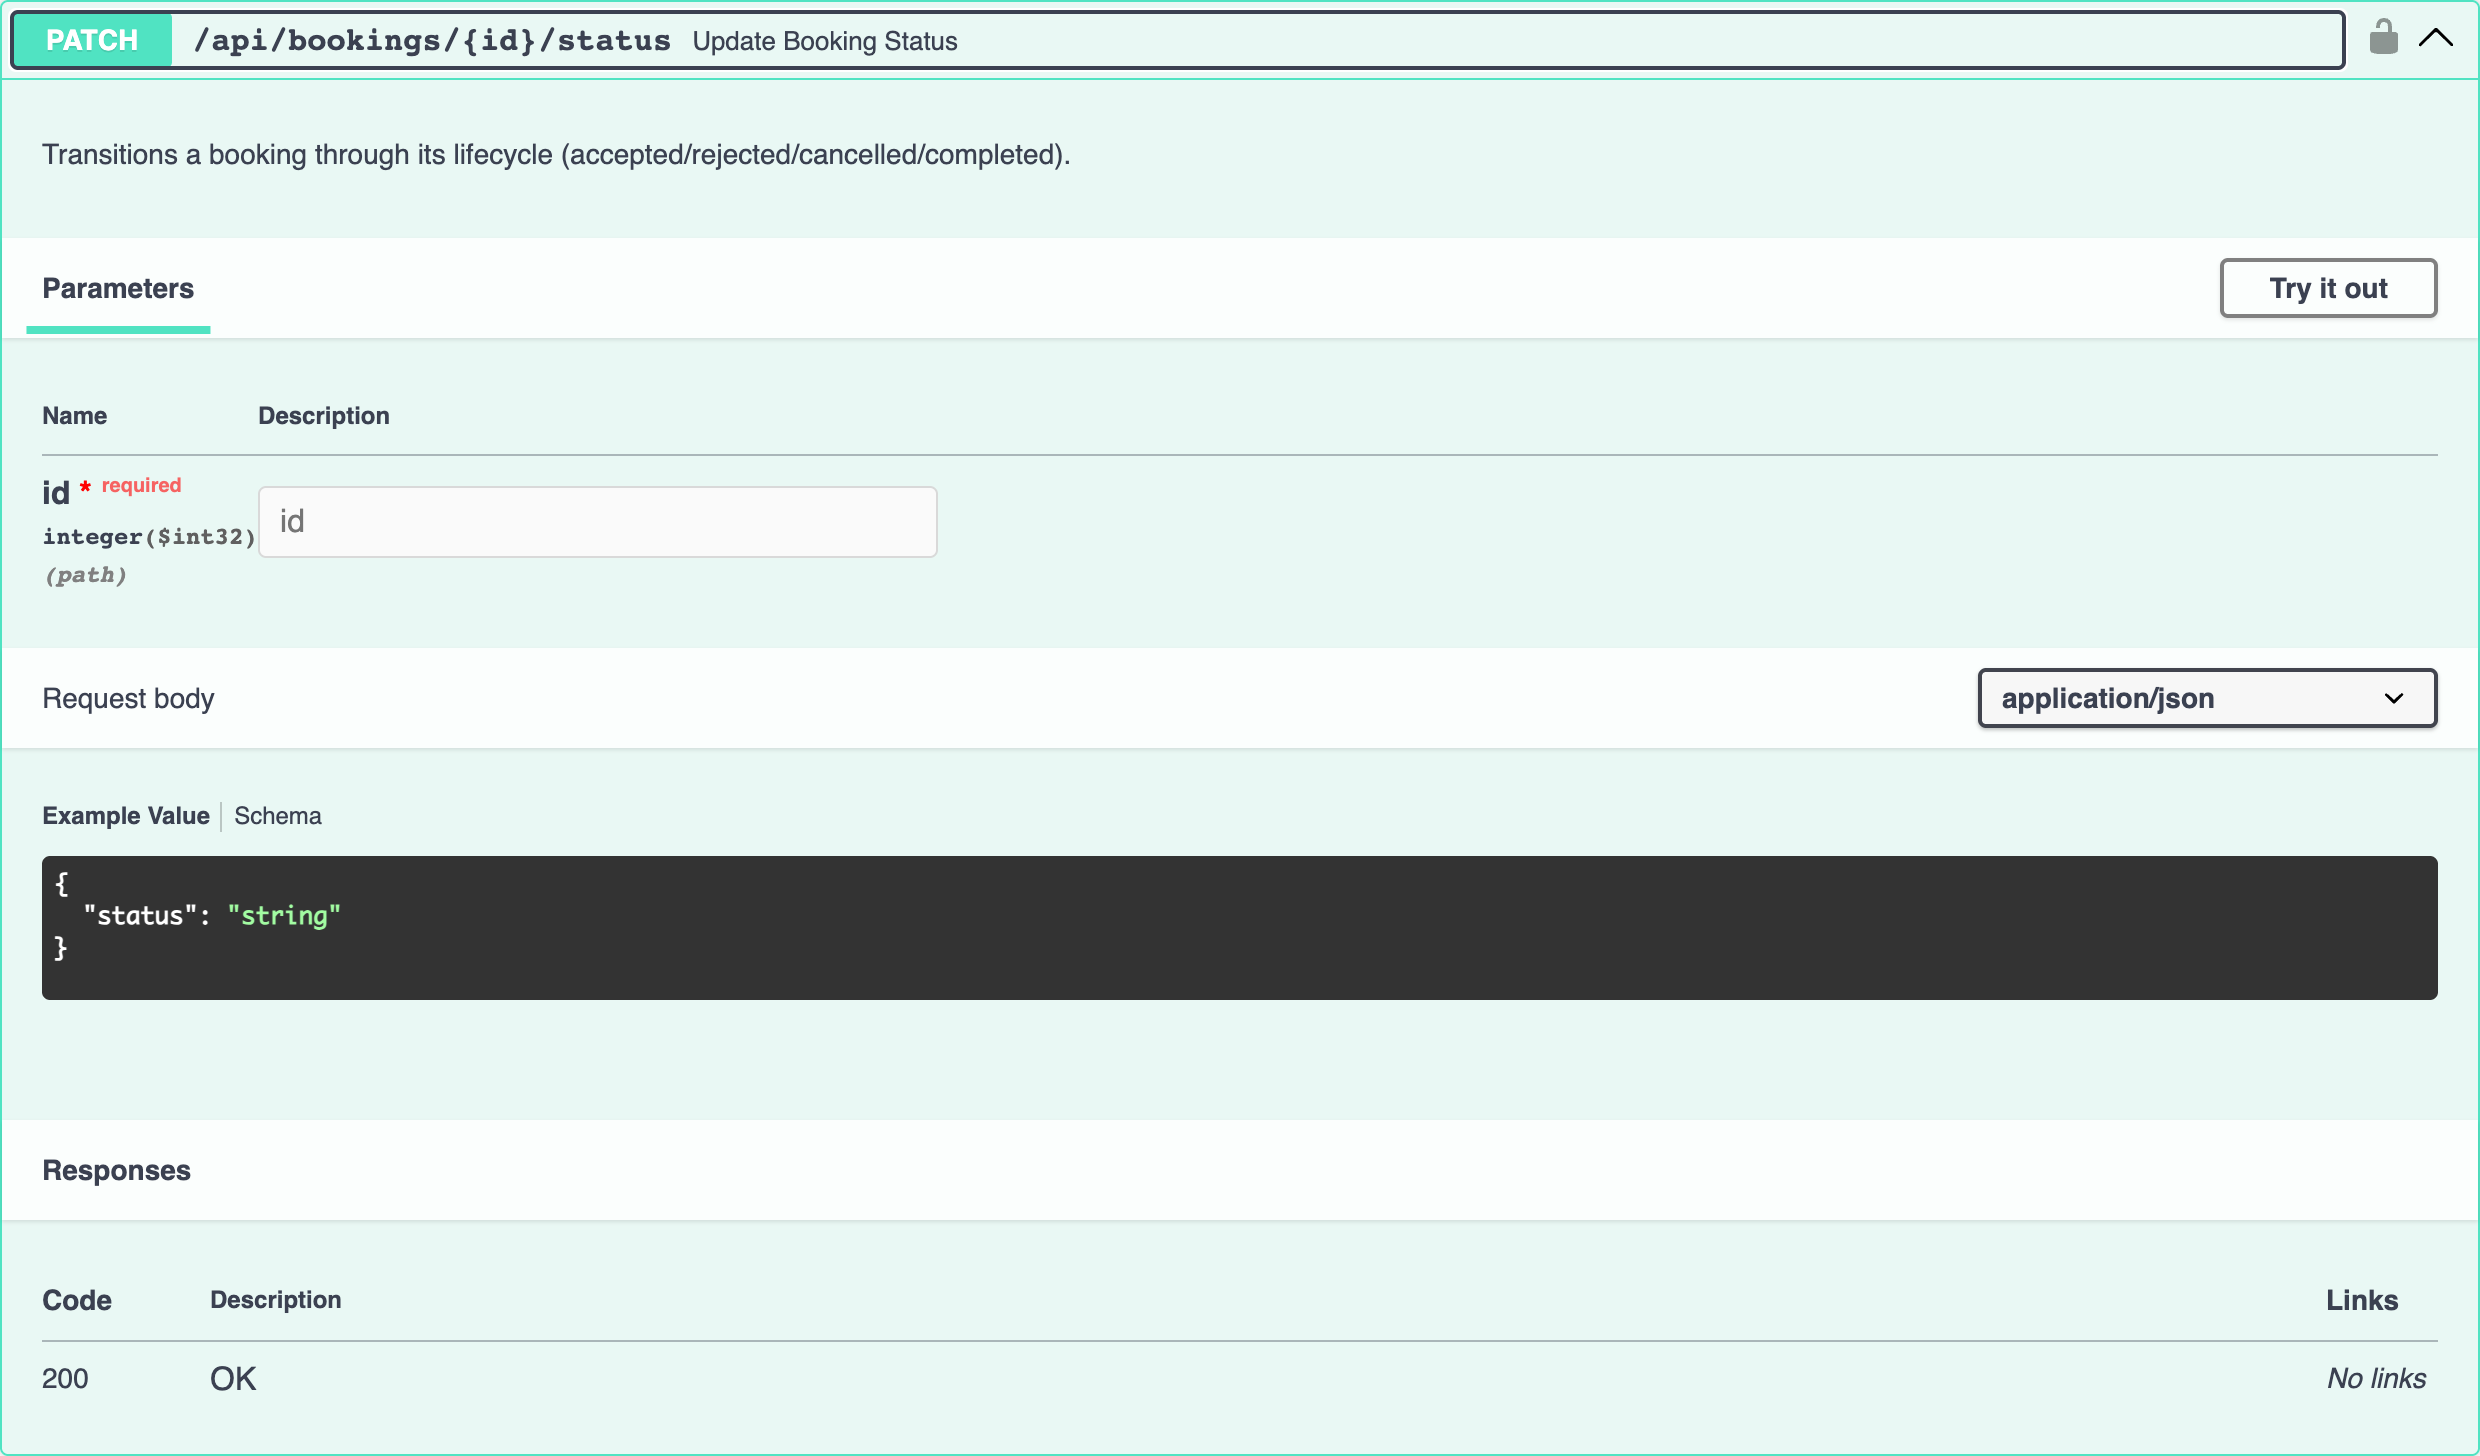 PATCH /api/bookings/{id}/status Update Booking Status
Transitions a booking through its lifecycle (accepted/rejected/cancelled/completed).
Parameters Try it out
Name Description
id * required
integer($int32)
(path)
id
Request body application/json
Example Value Schema
{
  "status": "string"
}
Responses
Code Description Links
200 OK No links